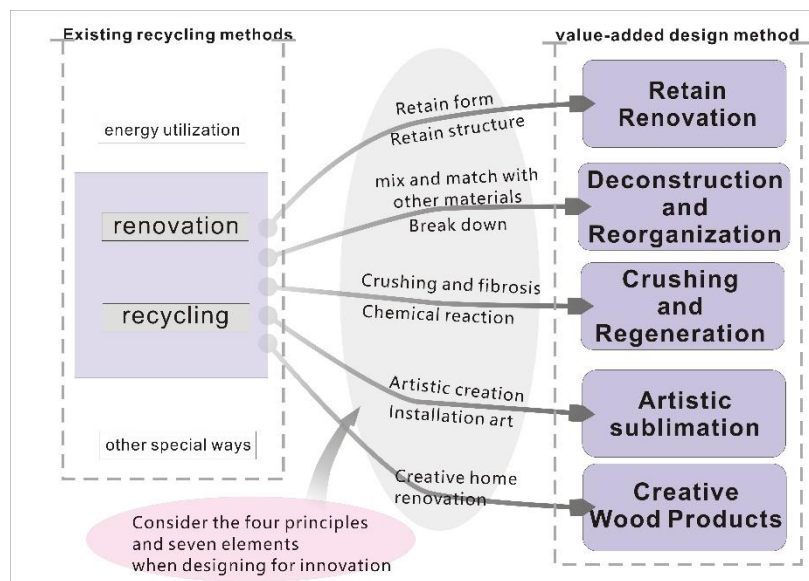 Existing recycling methods
energy utilization
renovation
recycling
other special ways
Retain form
Retain structure
mix and match with
other materials
Break down
Crushing and fibrosis
Chemical reaction
Artistic creation
Installation art
Creative home
renovation
Consider the four principles
and seven elements
when designing for innovation
value-added design method
Retain
Renovation
Deconstruction
and
Reorganization
Crushing
and
Regeneration
Artistic
sublimation
Creative
Wood Products